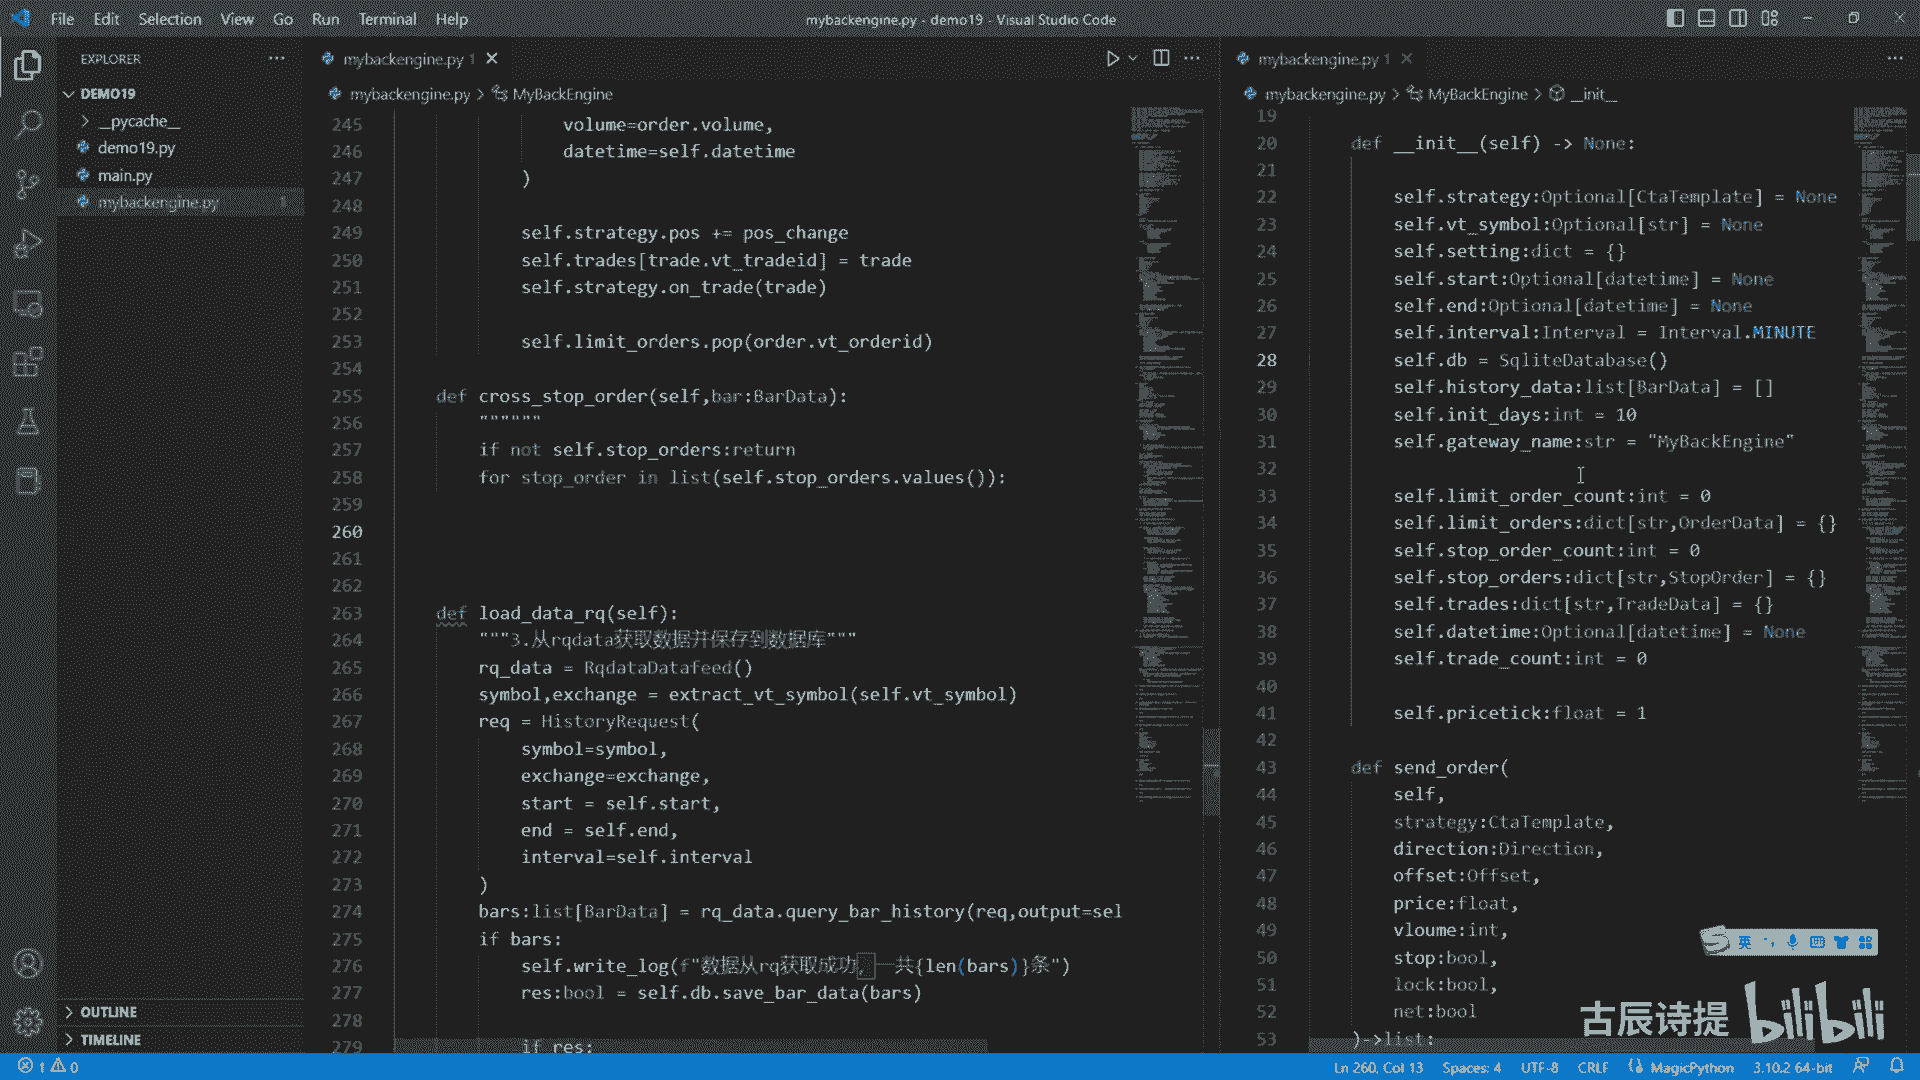 File Edit Selection View Go Run Terminal Help
mybackengine.py - demo19 - Visual Studio Code
EXPLORER
DEMO19
__pycache__
demo19.py
main.py
mybackengine.py 1
OUTLINE
TIMELINE
mybackengine.py 1
mybackengine.py > MyBackEngine
245 volume=order.volume,
246 datetime=self.datetime
247 )
248
249 self.strategy.pos += pos_change
250 self.trades[trade.vt_tradeid] = trade
251 self.strategy.on_trade(trade)
252
253 self.limit_orders.pop(order.vt_orderid)
254
255 def cross_stop_order(self,bar:BarData):
256 """"""
257 if not self.stop_orders:return
258 for stop_order in list(self.stop_orders.values()):
259
260
261
262
263 def load_data_rq(self):
264 """3.从rqdata获取数据并保存到数据库"""
265 rq_data = RqdataDatafeed()
266 symbol,exchange = extract_vt_symbol(self.vt_symbol)
267 req = HistoryRequest(
268 symbol=symbol,
269 exchange=exchange,
270 start = self.start,
271 end = self.end,
272 interval=self.interval
273 )
274 bars:list[BarData] = rq_data.query_bar_history(req,output=sel
275 if bars:
276 self.write_log(f"数据从rq获取成功，一共{len(bars)}条")
277 res:bool = self.db.save_bar_data(bars)
278
279 if res:
mybackengine.py 1
mybackengine.py > MyBackEngine > __init__
19
20 def __init__(self) -> None:
21
22 self.strategy:Optional[CtaTemplate] = None
23 self.vt_symbol:Optional[str] = None
24 self.setting:dict = {}
25 self.start:Optional[datetime] = None
26 self.end:Optional[datetime] = None
27 self.interval:Interval = Interval.MINUTE
28 self.db = SqliteDatabase()
29 self.history_data:list[BarData] = []
30 self.init_days:int = 10
31 self.gateway_name:str = "MyBackEngine"
32
33 self.limit_order_count:int = 0
34 self.limit_orders:dict[str,OrderData] = {}
35 self.stop_order_count:int = 0
36 self.stop_orders:dict[str,StopOrder] = {}
37 self.trades:dict[str,TradeData] = {}
38 self.datetime:Optional[datetime] = None
39 self.trade_count:int = 0
40
41 self.pricetick:float = 1
42
43 def send_order(
44 self,
45 strategy:CtaTemplate,
46 direction:Direction,
47 offset:Offset,
48 price:float,
49 vloume:int,
50 stop:bool,
51 lock:bool,
52 net:bool
53 )->list:
英
古辰诗提 bilibili
1 0
Ln 260, Col 13 Spaces: 4 UTF-8 CRLF MagicPython 3.10.2 64-bit